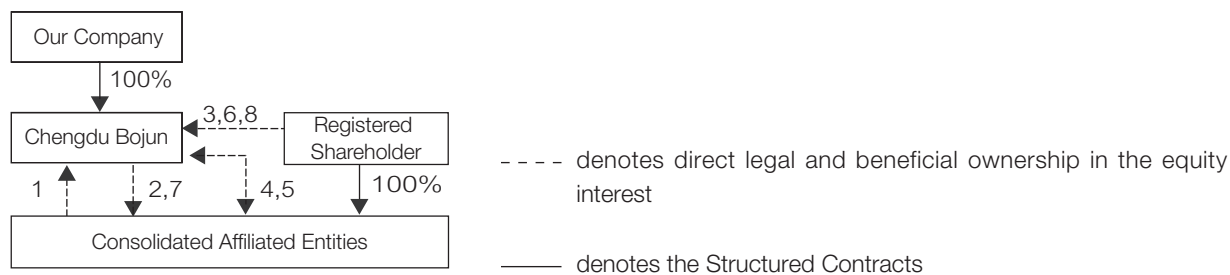 Our Company
100%
Chengdu Bojun
3,6,8
Registered
Shareholder
1
2,7
4,5
100%
Consolidated Affiliated Entities
denotes direct legal and beneficial ownership in the equity
interest
denotes the Structured Contracts